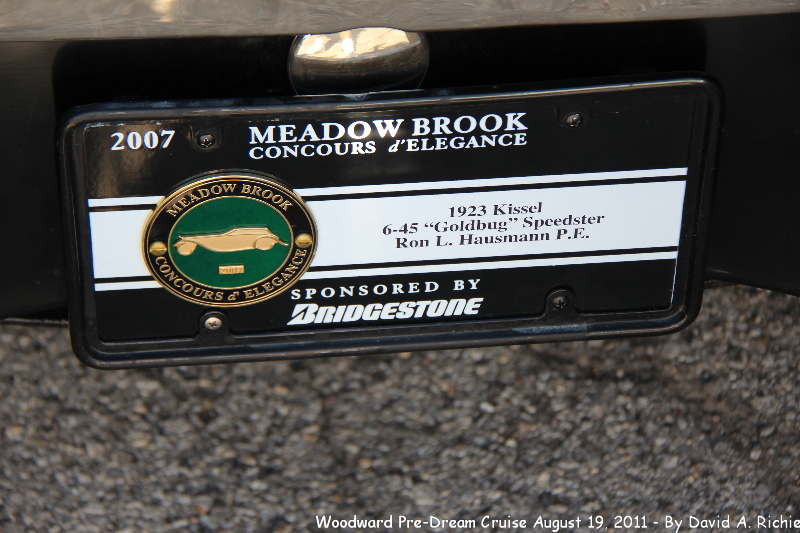 2007
MEADOW BROOK
CONCOURS d'ELEGANCE
MEADOW BROOK
2007
CONCOURS d' ELEGANCE
1923 Kissel
6-45 “Goldbug” Speedster
Ron L. Hausmann P.E.
SPONSORED BY
BRIDGESTONE
Woodward Pre-Dream Cruise August 19, 2011 - By David A. Richie